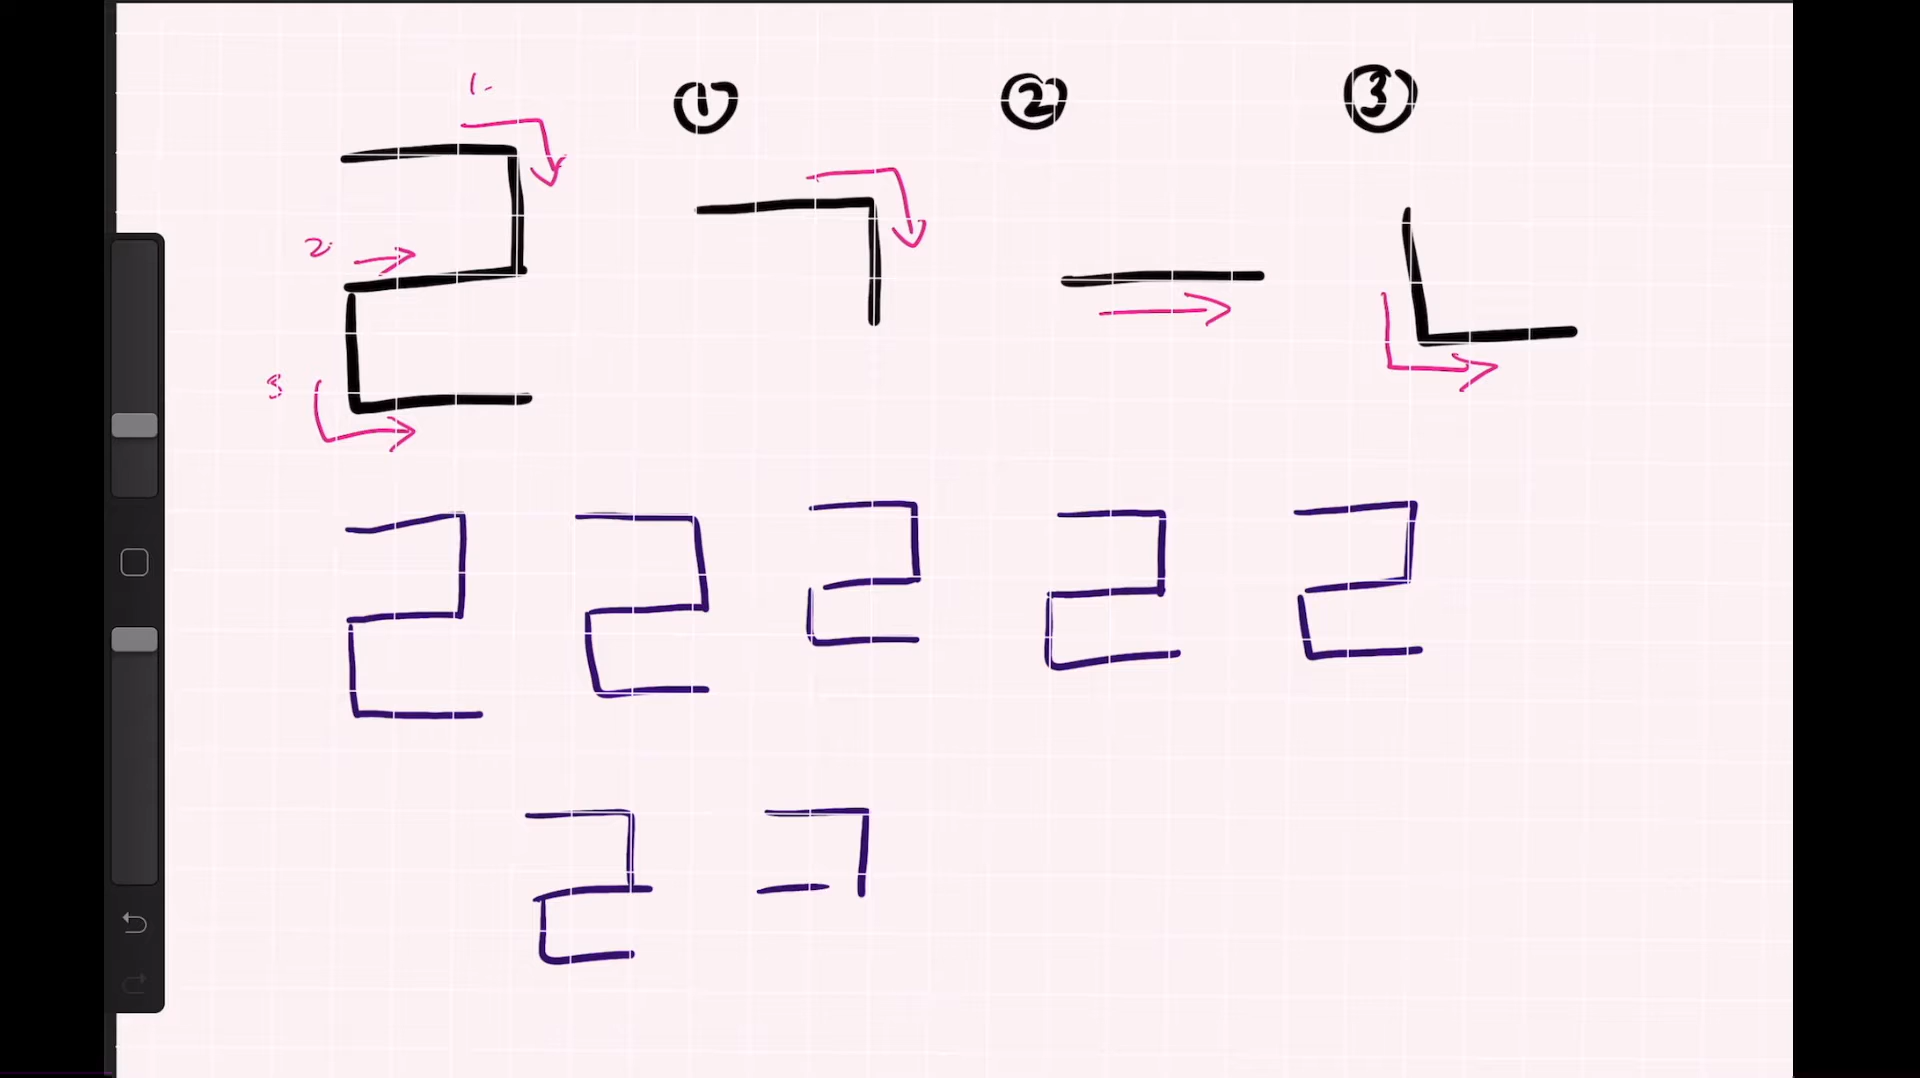 1. ① ② ③
ㄹ ㄱ ㅡ ㄴ
2.
3
ㄹ ㄹ ㄹ ㄹ ㄹ
ㄹ